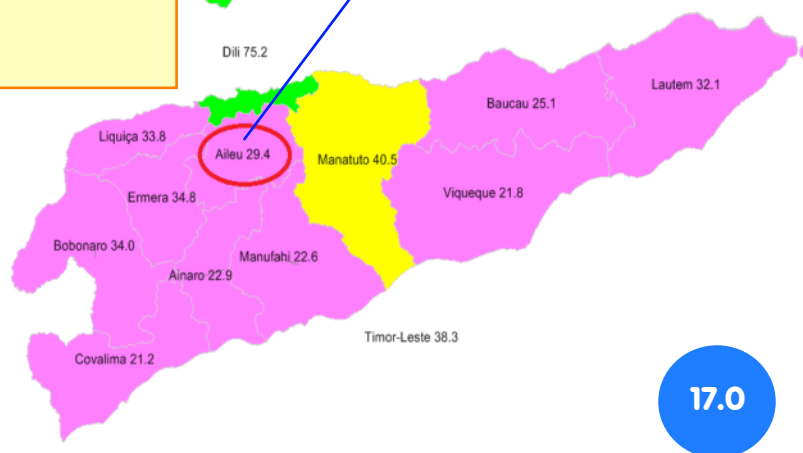 Dili 75.2
Lautem 32.1
Baucau 25.1
Liquiça 33.8
Aileu 29.4
Manatuto 40.5
Ermera 34.8
Viqueque 21.8
Bobonaro 34.0
Manufahi 22.6
Ainaro 22.9
Timor-Leste 38.3
Covalima 21.2
17.0